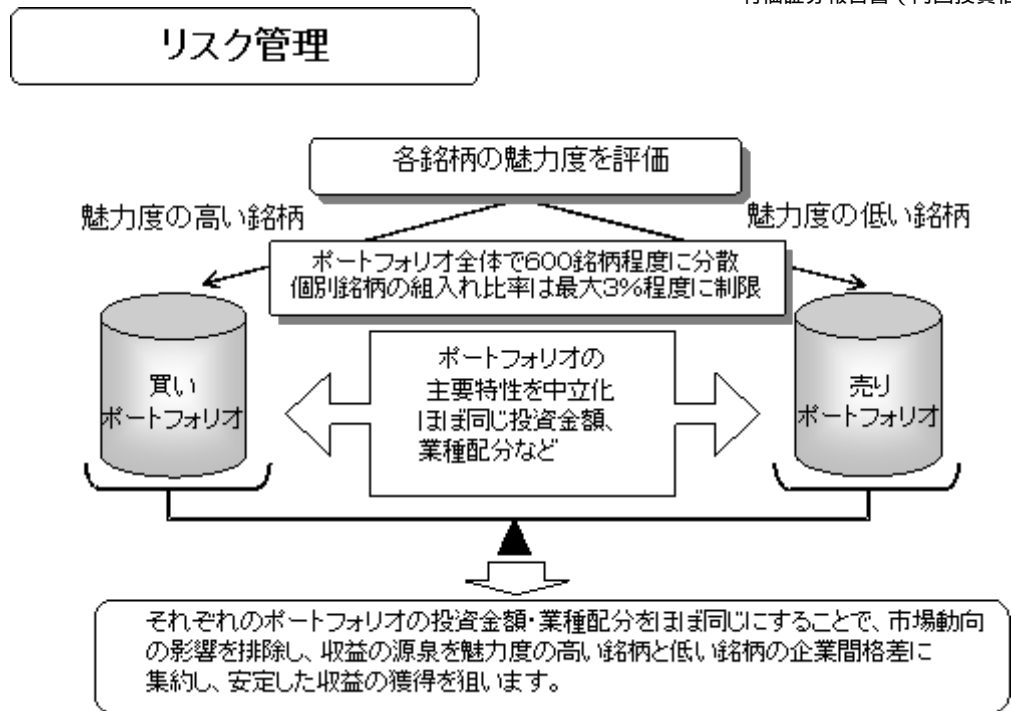 リスク管理
各銘柄の魅力度を評価
魅力度の高い銘柄
魅力度の低い銘柄
ポートフォリオ全体で600銘柄程度に分散
個別銘柄の組入れ比率は最大3%程度に制限
買い
ポートフォリオ
ポートフォリオの
主要特性を中立化
ほぼ同じ投資金額、
業種配分など
売り
ポートフォリオ
それぞれのポートフォリオの投資金額・業種配分をほぼ同じにすることで、市場動向
の影響を排除し、収益の源泉を魅力度の高い銘柄と低い銘柄の企業間格差に
集約し、安定した収益の獲得を狙います。